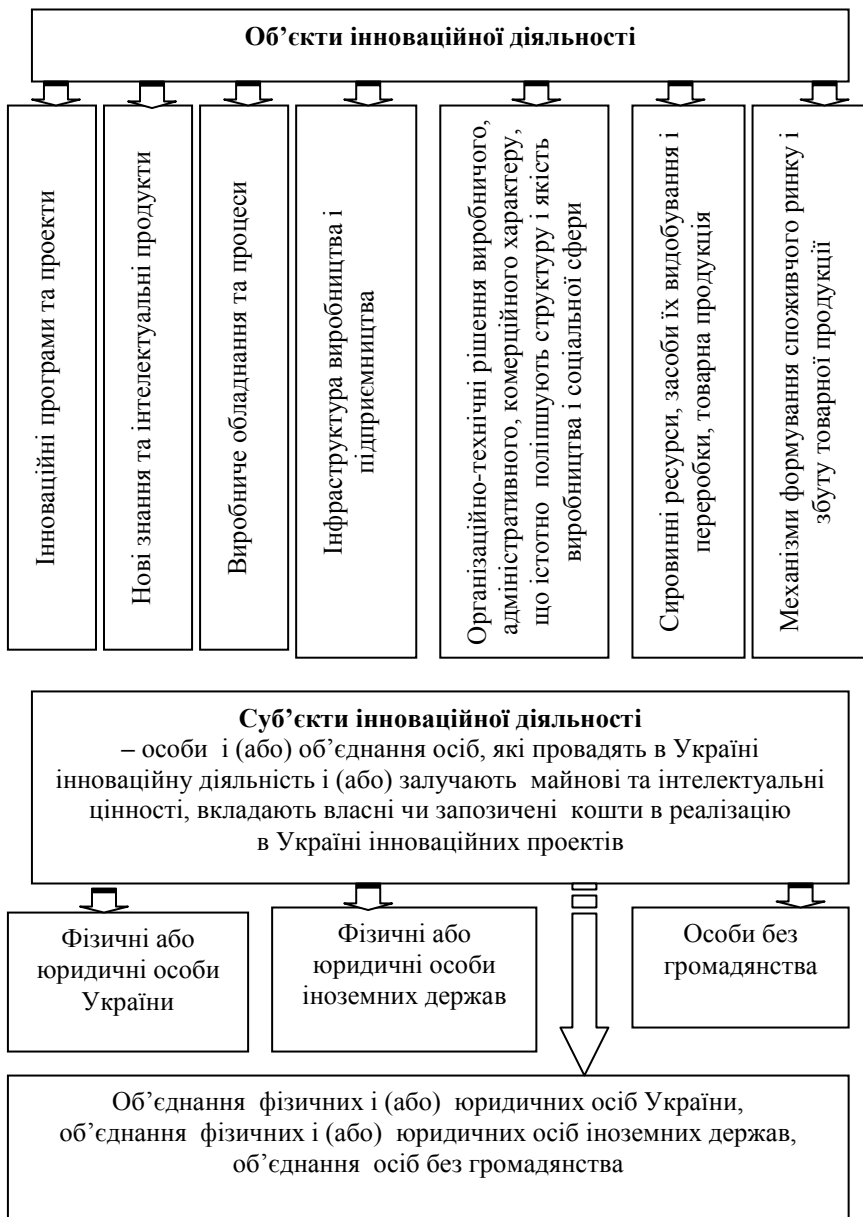 Об’єкти інноваційної діяльності
Інноваційні програми та проекти
Нові знання та інтелектуальні продукти
Виробниче обладнання та процеси
Інфраструктура виробництва і
підприємництва
Організаційно-технічні рішення виробничого,
адміністративного, комерційного характеру,
що істотно поліпшують структуру і якість
виробництва і соціальної сфери
Сировинні ресурси, засоби їх видобування і
переробки, товарна продукція
Механізми формування споживчого ринку і
збуту товарної продукції
Суб’єкти інноваційної діяльності
– особи і (або) об’єднання осіб, які провадять в Україні
інноваційну діяльність і (або) залучають майнові та інтелектуальні
цінності, вкладають власні чи запозичені кошти в реалізацію
в Україні інноваційних проектів
Фізичні або
юридичні особи
України
Фізичні або
юридичні особи
іноземних держав
Особи без
громадянства
Об’єднання фізичних і (або) юридичних осіб України,
об’єднання фізичних і (або) юридичних осіб іноземних держав,
об’єднання осіб без громадянства